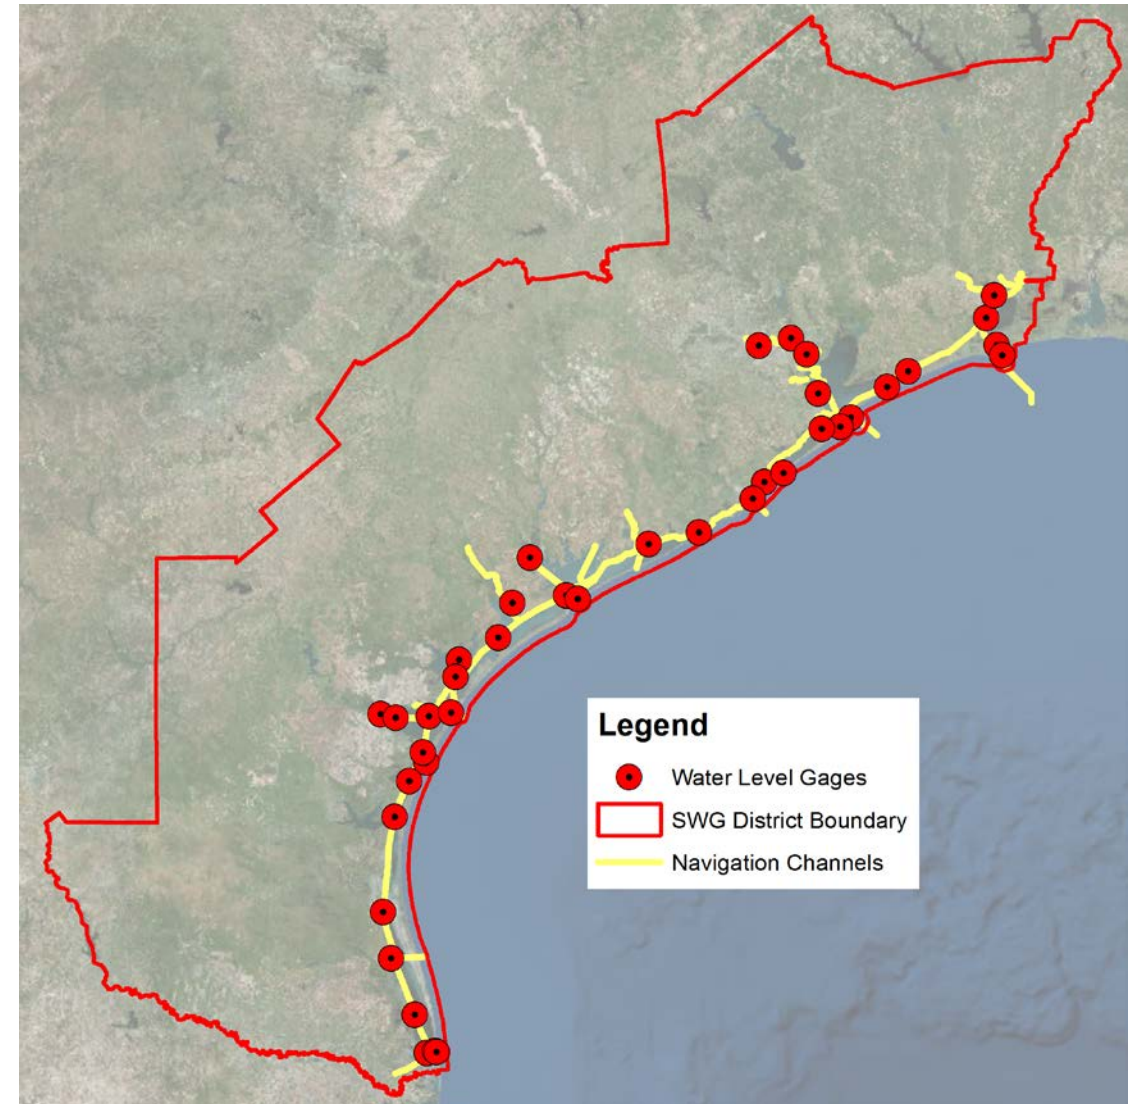 Legend
Water Level Gages
SWG District Boundary
Navigation Channels